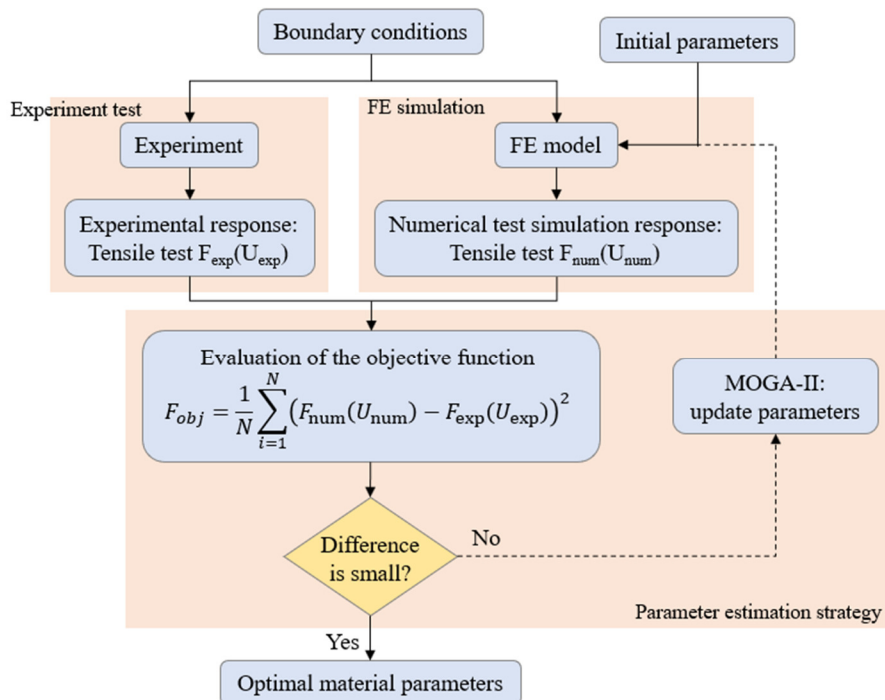 Boundary conditions
Initial parameters
Experiment test
FE simulation
Experiment
FE model
Experimental response:
Tensile test F_exp(U_exp)
Numerical test simulation response:
Tensile test F_num(U_num)
Evaluation of the objective function
F_obj = 1/N ∑_{i=1}^{N} (F_num(U_num) − F_exp(U_exp))²
MOGA-II:
update parameters
Difference
is small?
No
Parameter estimation strategy
Yes
Optimal material parameters